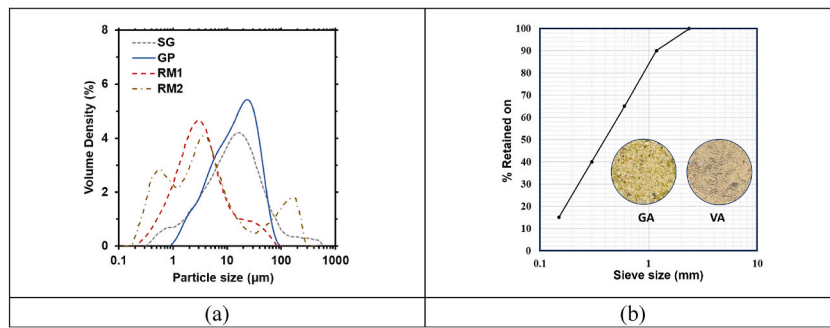 8
6
4
2
0
Volume Density (%)
SG
GP
RM1
RM2
0.1 1 10 100 1000
Particle size (µm)
(a)
100
90
80
70
60
50
40
30
20
10
0
% Retained on
GA VA
0.1 1 10
Sieve size (mm)
(b)